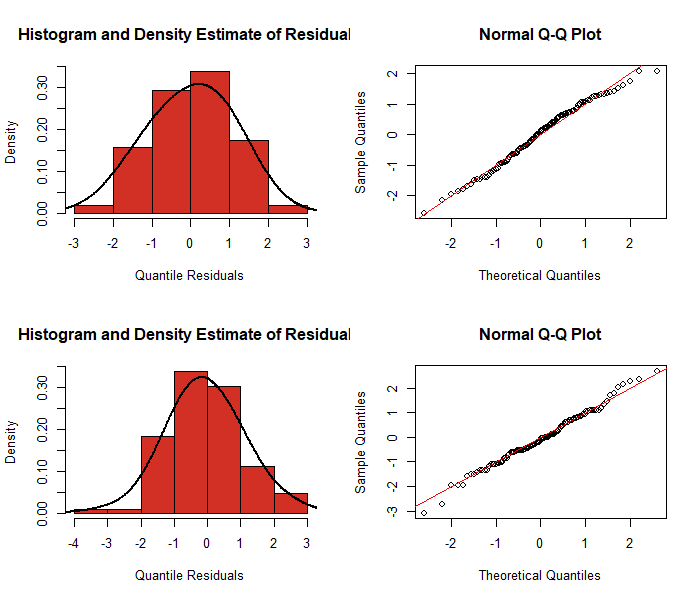 Histogram and Density Estimate of Residual
Normal Q-Q Plot
Density
0.00 0.10 0.20 0.30
-3 -2 -1 0 1 2 3
Quantile Residuals
Sample Quantiles
-2 -1 0 1 2
-2 -1 0 1 2
Theoretical Quantiles
Histogram and Density Estimate of Residual
Normal Q-Q Plot
Density
0.00 0.10 0.20 0.30
-4 -3 -2 -1 0 1 2 3
Quantile Residuals
Sample Quantiles
-3 -2 -1 0 1 2
-2 -1 0 1 2
Theoretical Quantiles